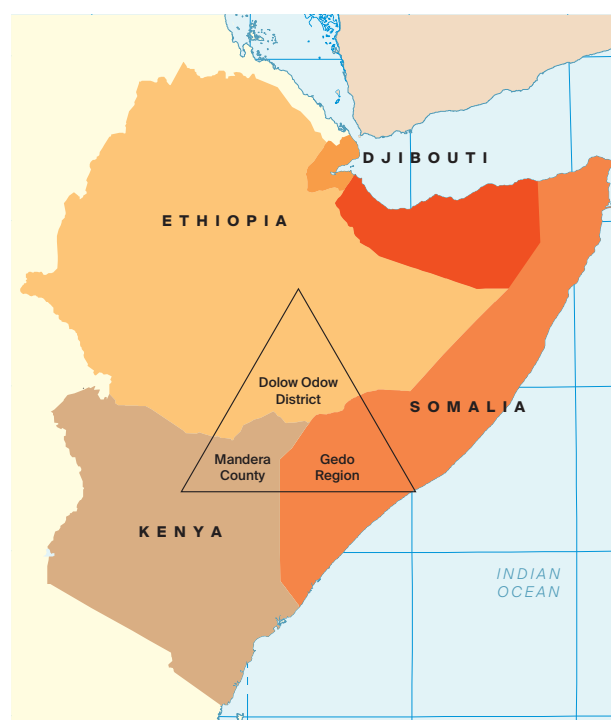 DJIBOUTI
ETHIOPIA
Dolow Odow
District
SOMALIA
Mandera
County
Gedo
Region
KENYA
INDIAN
OCEAN